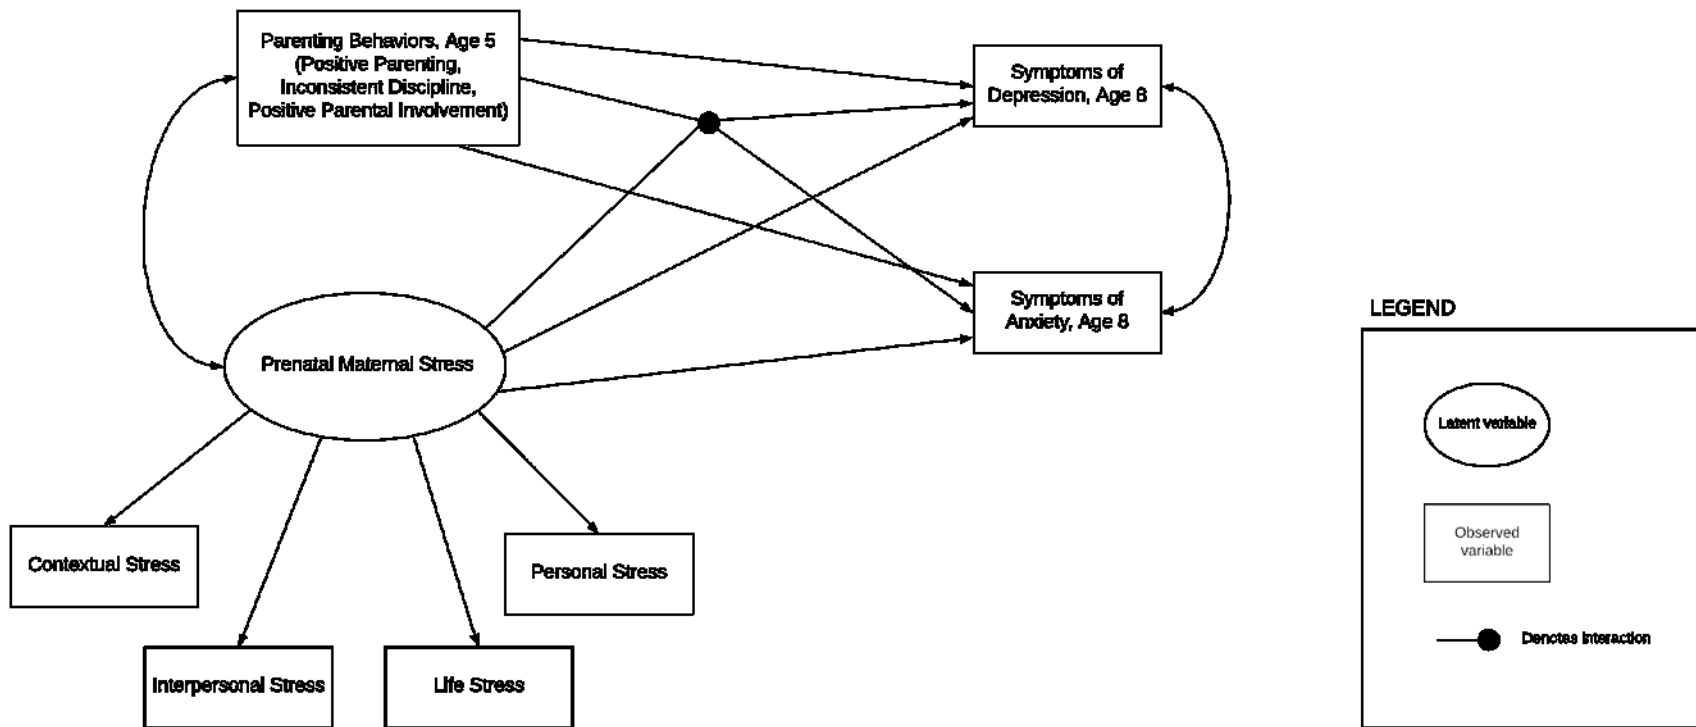 Parenting Behaviors, Age 5
(Positive Parenting,
Inconsistent Discipline,
Positive Parental Involvement)
Symptoms of
Depression, Age 8
Symptoms of
Anxiety, Age 8
Prenatal Maternal Stress
Contextual Stress
Personal Stress
Interpersonal Stress
Life Stress
LEGEND
Latent variable
Observed
variable
Denotes interaction